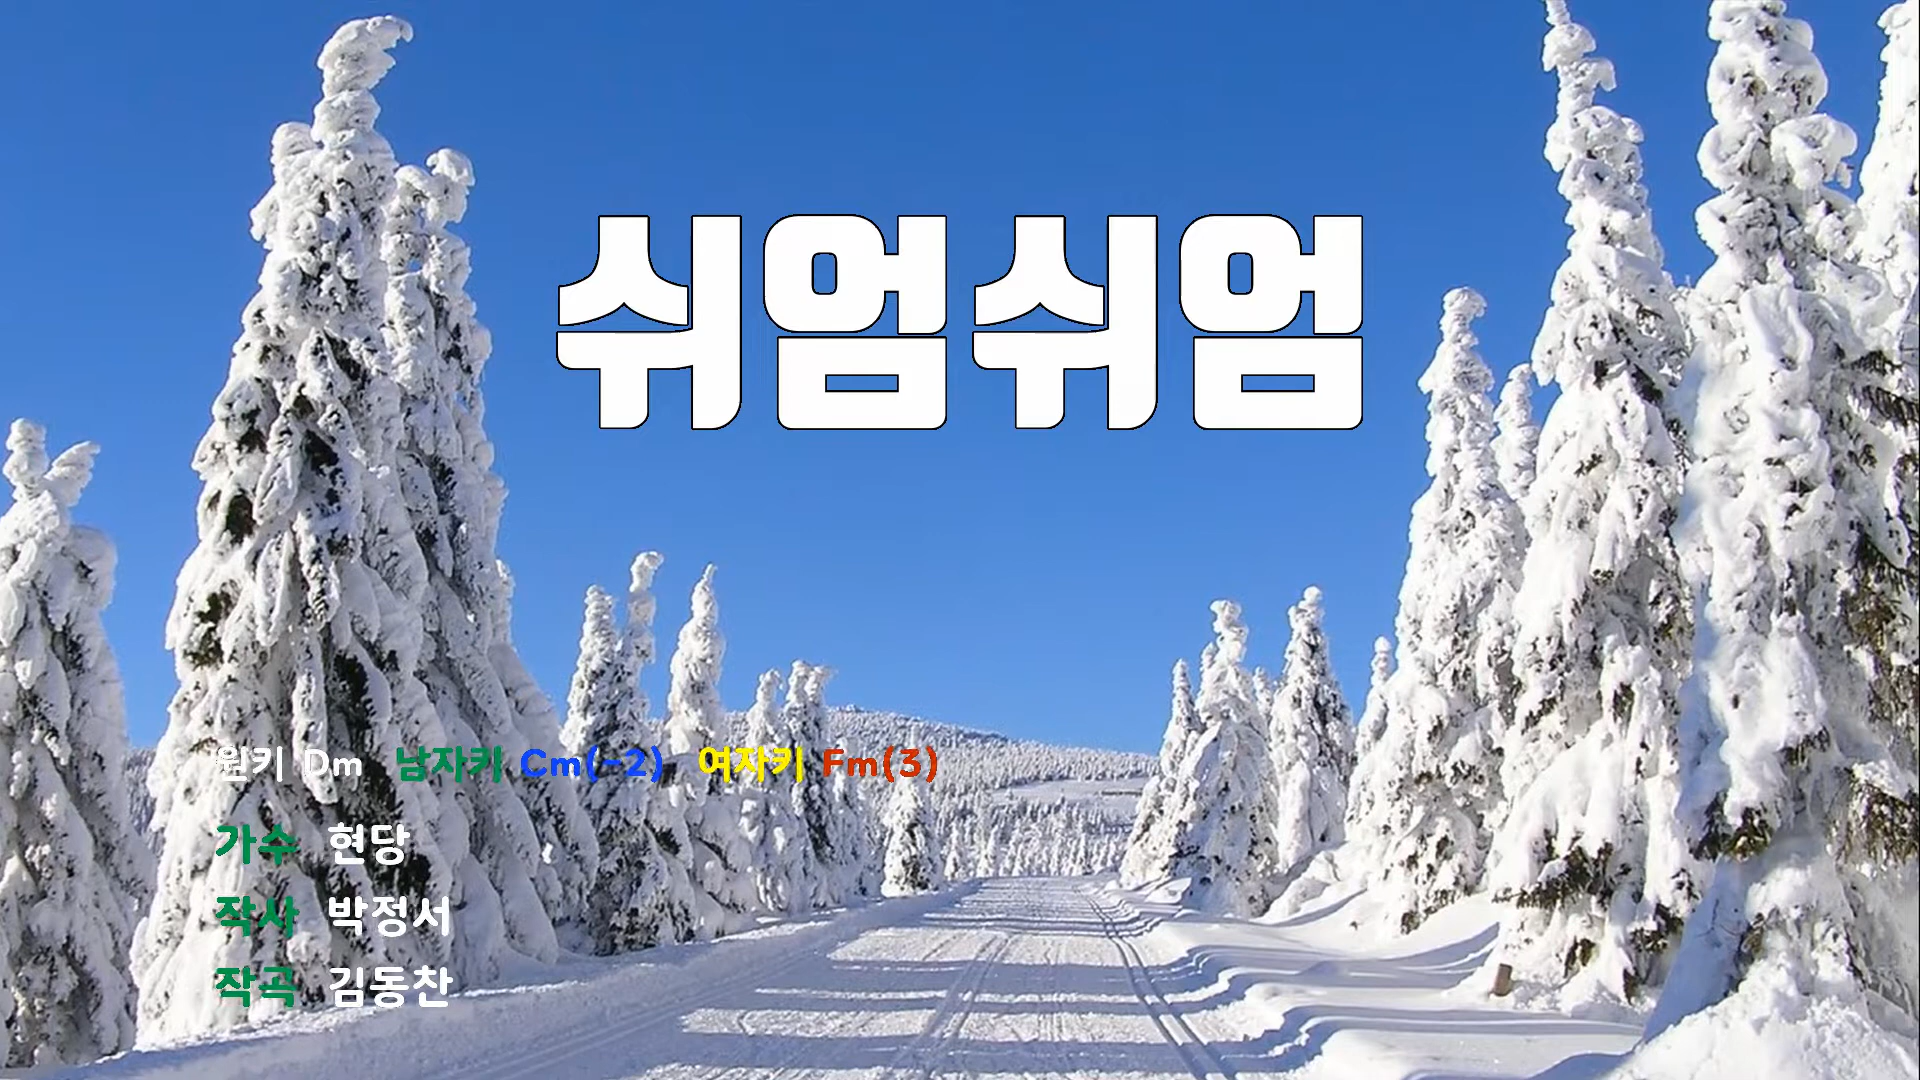 쉬엄쉬엄
원키 Dm 남자키 Cm(-2) 여자키 Fm(3)
가수 현당
작사 박정서
작곡 김동찬